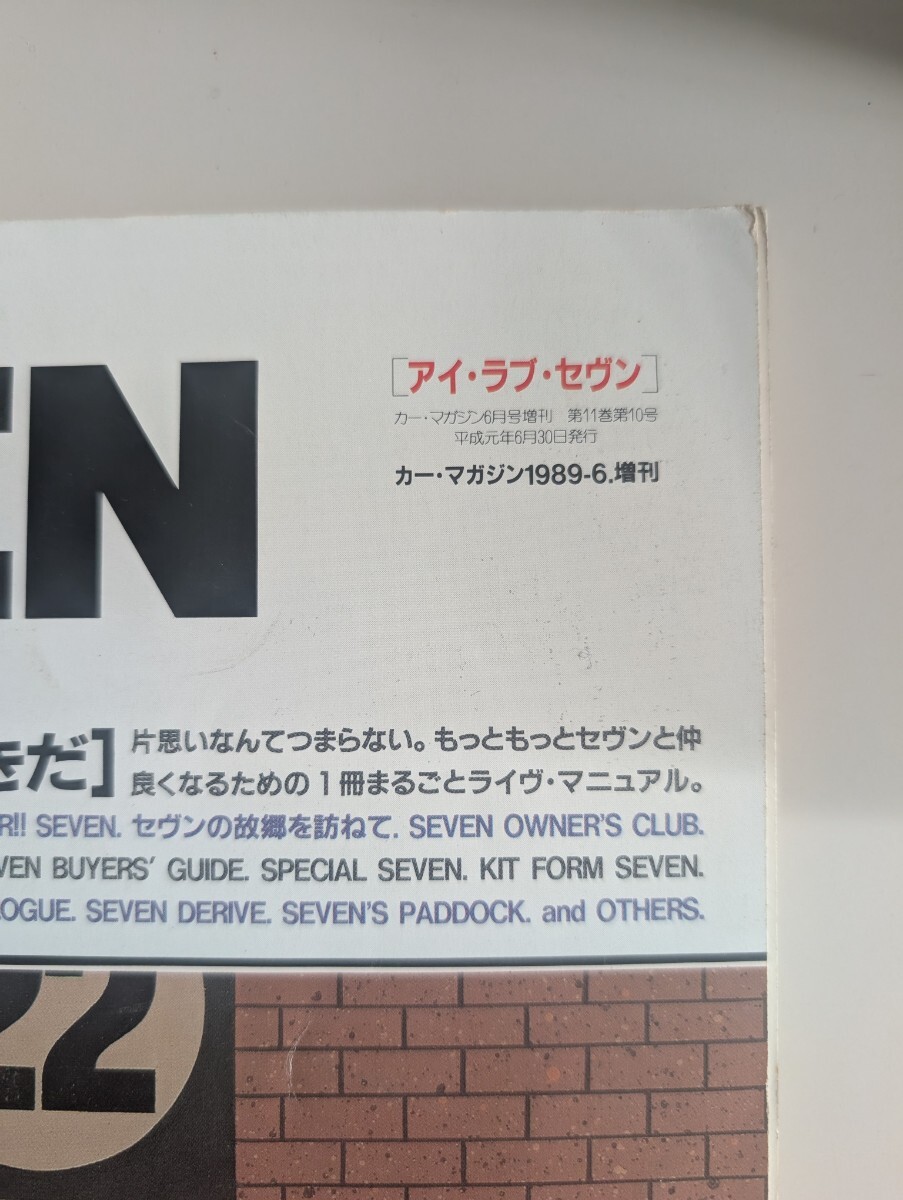 EN
[アイ・ラブ・セヴン]
カー・マガジン6月号増刊 第11巻第10号
平成元年6月30日発行
カー・マガジン1989-6.増刊
きだ]
片思いなんてつまらない。もっともっとセヴンと仲
良くなるための1冊まるごとライヴ・マニュアル。
R!! SEVEN. セヴンの故郷を訪ねて. SEVEN OWNER'S CLUB.
VEN BUYERS' GUIDE. SPECIAL SEVEN. KIT FORM SEVEN.
LOGUE. SEVEN DERIVE. SEVEN'S PADDOCK. and OTHERS.
22